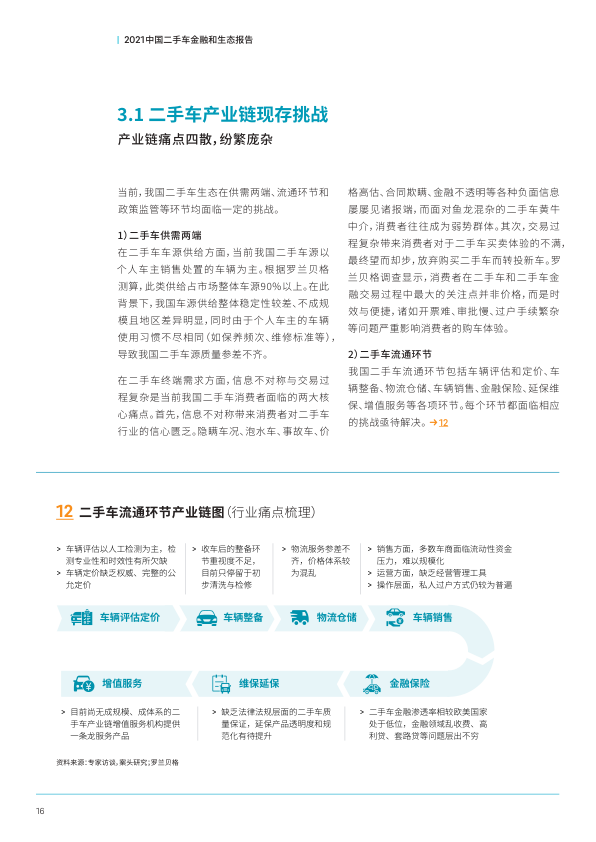 2021中国二手车金融和生态报告
3.1 二手车产业链现存挑战
产业链痛点四散，纷繁庞杂
当前，我国二手车生态在供需两端、流通环节和
政策监管等环节均面临一定的挑战。
1）二手车供需两端
在二手车车源供给方面，当前我国二手车源以
个人车主销售处置的车辆为主。根据罗兰贝格
测算，此类供给占市场整体车源90%以上。在此
背景下，我国车源供给整体稳定性较差、不成规
模且地区差异明显，同时由于个人车主的车辆
使用习惯不尽相同（如保养频次、维修标准等），
导致我国二手车源质量参差不齐。
在二手车终端需求方面，信息不对称与交易过
程复杂是当前我国二手车消费者面临的两大核
心痛点。首先，信息不对称带来消费者对二手车
行业的信心匮乏。隐瞒车况、泡水车、事故车、价
格高估、合同欺瞒、金融不透明等各种负面信息
屡屡见诸报端，而面对鱼龙混杂的二手车黄牛
中介，消费者往往成为弱势群体。其次，交易过
程复杂带来消费者对于二手车买卖体验的不满，
最终望而却步，放弃购买二手车而转投新车。罗
兰贝格调查显示，消费者在二手车和二手车金
融交易过程中最大的关注点并非价格，而是时
效与便捷，诸如开票难、审批慢、过户手续繁杂
等问题严重影响消费者的购车体验。
2）二手车流通环节
我国二手车流通环节包括车辆评估和定价、车
辆整备、物流仓储、车辆销售、金融保险、延保维
保、增值服务等各项环节。每个环节都面临相应
的挑战亟待解决。→12
12 二手车流通环节产业链图（行业痛点梳理）
> 车辆评估以人工检测为主，检
测专业性和时效性有所欠缺
> 车辆定价缺乏权威、完整的公
允定价
> 收车后的整备环
节重视度不足，
目前只停留于初
步清洗与检修
> 物流服务参差不
齐，价格体系较
为混乱
> 销售方面，多数车商面临流动性资金
压力，难以规模化
> 运营方面，缺乏经营管理工具
> 操作层面，私人过户方式仍较为普遍
车辆评估定价
车辆整备
物流仓储
车辆销售
增值服务
维保延保
金融保险
> 目前尚无成规模、成体系的二
手车产业链增值服务机构提供
一条龙服务产品
> 缺乏法律法规层面的二手车质
量保证，延保产品透明度和规
范化有待提升
> 二手车金融渗透率相较欧美国家
处于低位，金融领域乱收费、高
利贷、套路贷等问题层出不穷
资料来源：专家访谈，案头研究；罗兰贝格
16